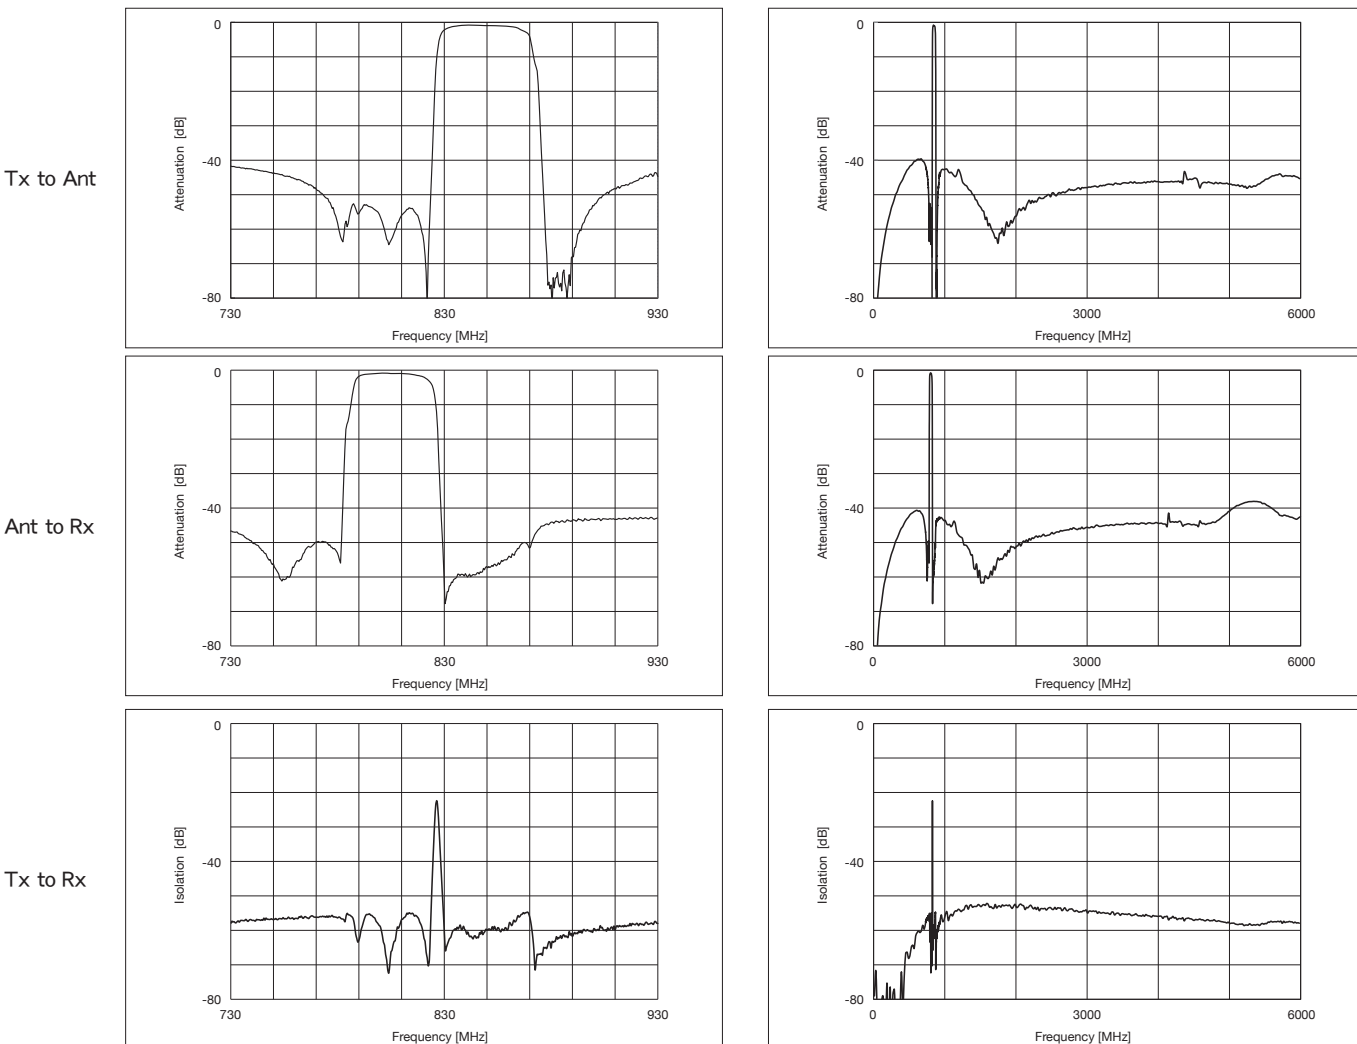 Tx to Ant
Attenuation [dB]
0
-40
-80
730
830
930
Frequency [MHz]
Attenuation [dB]
0
-40
-80
0
3000
6000
Frequency [MHz]
Ant to Rx
Attenuation [dB]
0
-40
-80
730
830
930
Frequency [MHz]
Attenuation [dB]
0
-40
-80
0
3000
6000
Frequency [MHz]
Tx to Rx
Isolation [dB]
0
-40
-80
730
830
930
Frequency [MHz]
Isolation [dB]
0
-40
-80
0
3000
6000
Frequency [MHz]